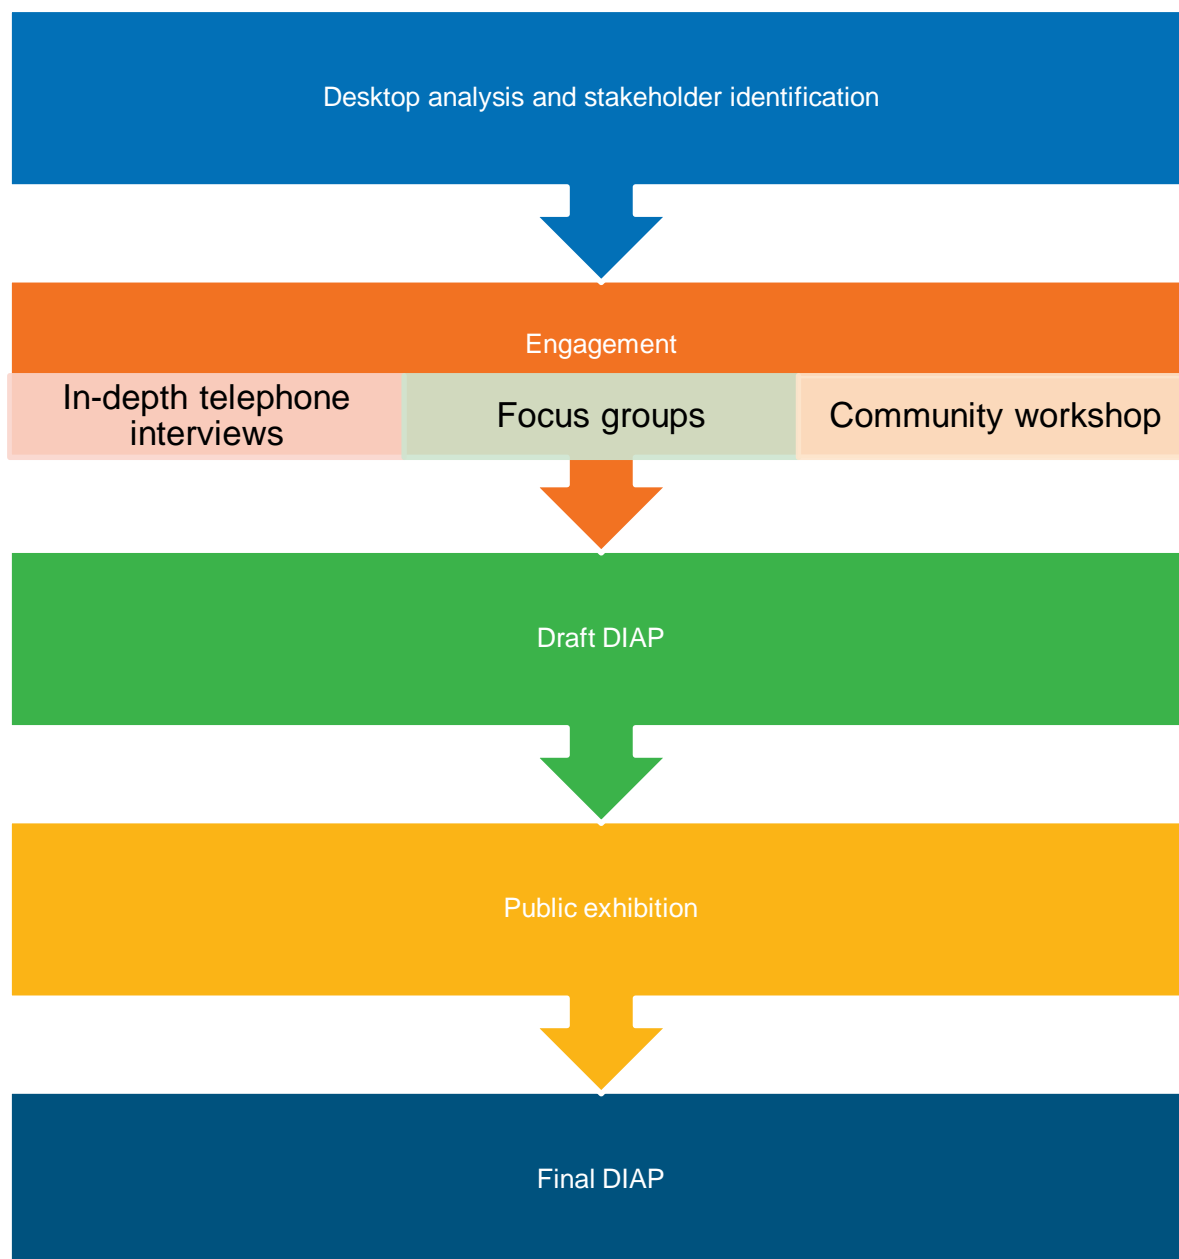 Desktop analysis and stakeholder identification
Engagement
In-depth telephone
interviews
Focus groups
Community workshop
Draft DIAP
Public exhibition
Final DIAP